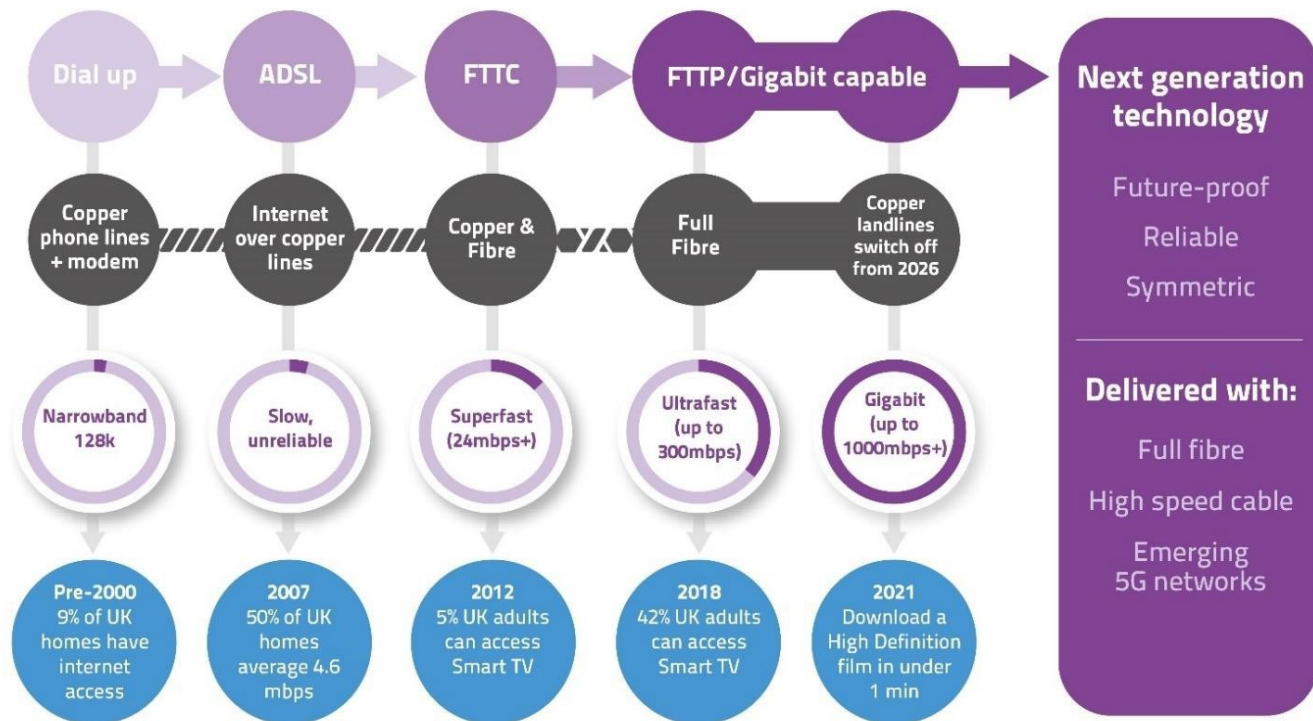 Dial up
ADSL
FTTC
FTTP/Gigabit capable
Copper
phone lines
+ modem
Internet
over copper
lines
Copper &
Fibre
Full
Fibre
Copper
landlines
switch off
from 2026
Narrowband
128k
Slow,
unreliable
Superfast
(24mbps+)
Ultrafast
(up to
300mbps)
Gigabit
(up to
1000mbps+)
Pre-2000
9% of UK
homes have
internet
access
2007
50% of UK
homes
average 4.6
mbps
2012
5% UK adults
can access
Smart TV
2018
42% UK adults
can access
Smart TV
2021
Download a
High Definition
film in under
1 min
Next generation
technology
Future-proof
Reliable
Symmetric
Delivered with:
Full fibre
High speed cable
Emerging
5G networks